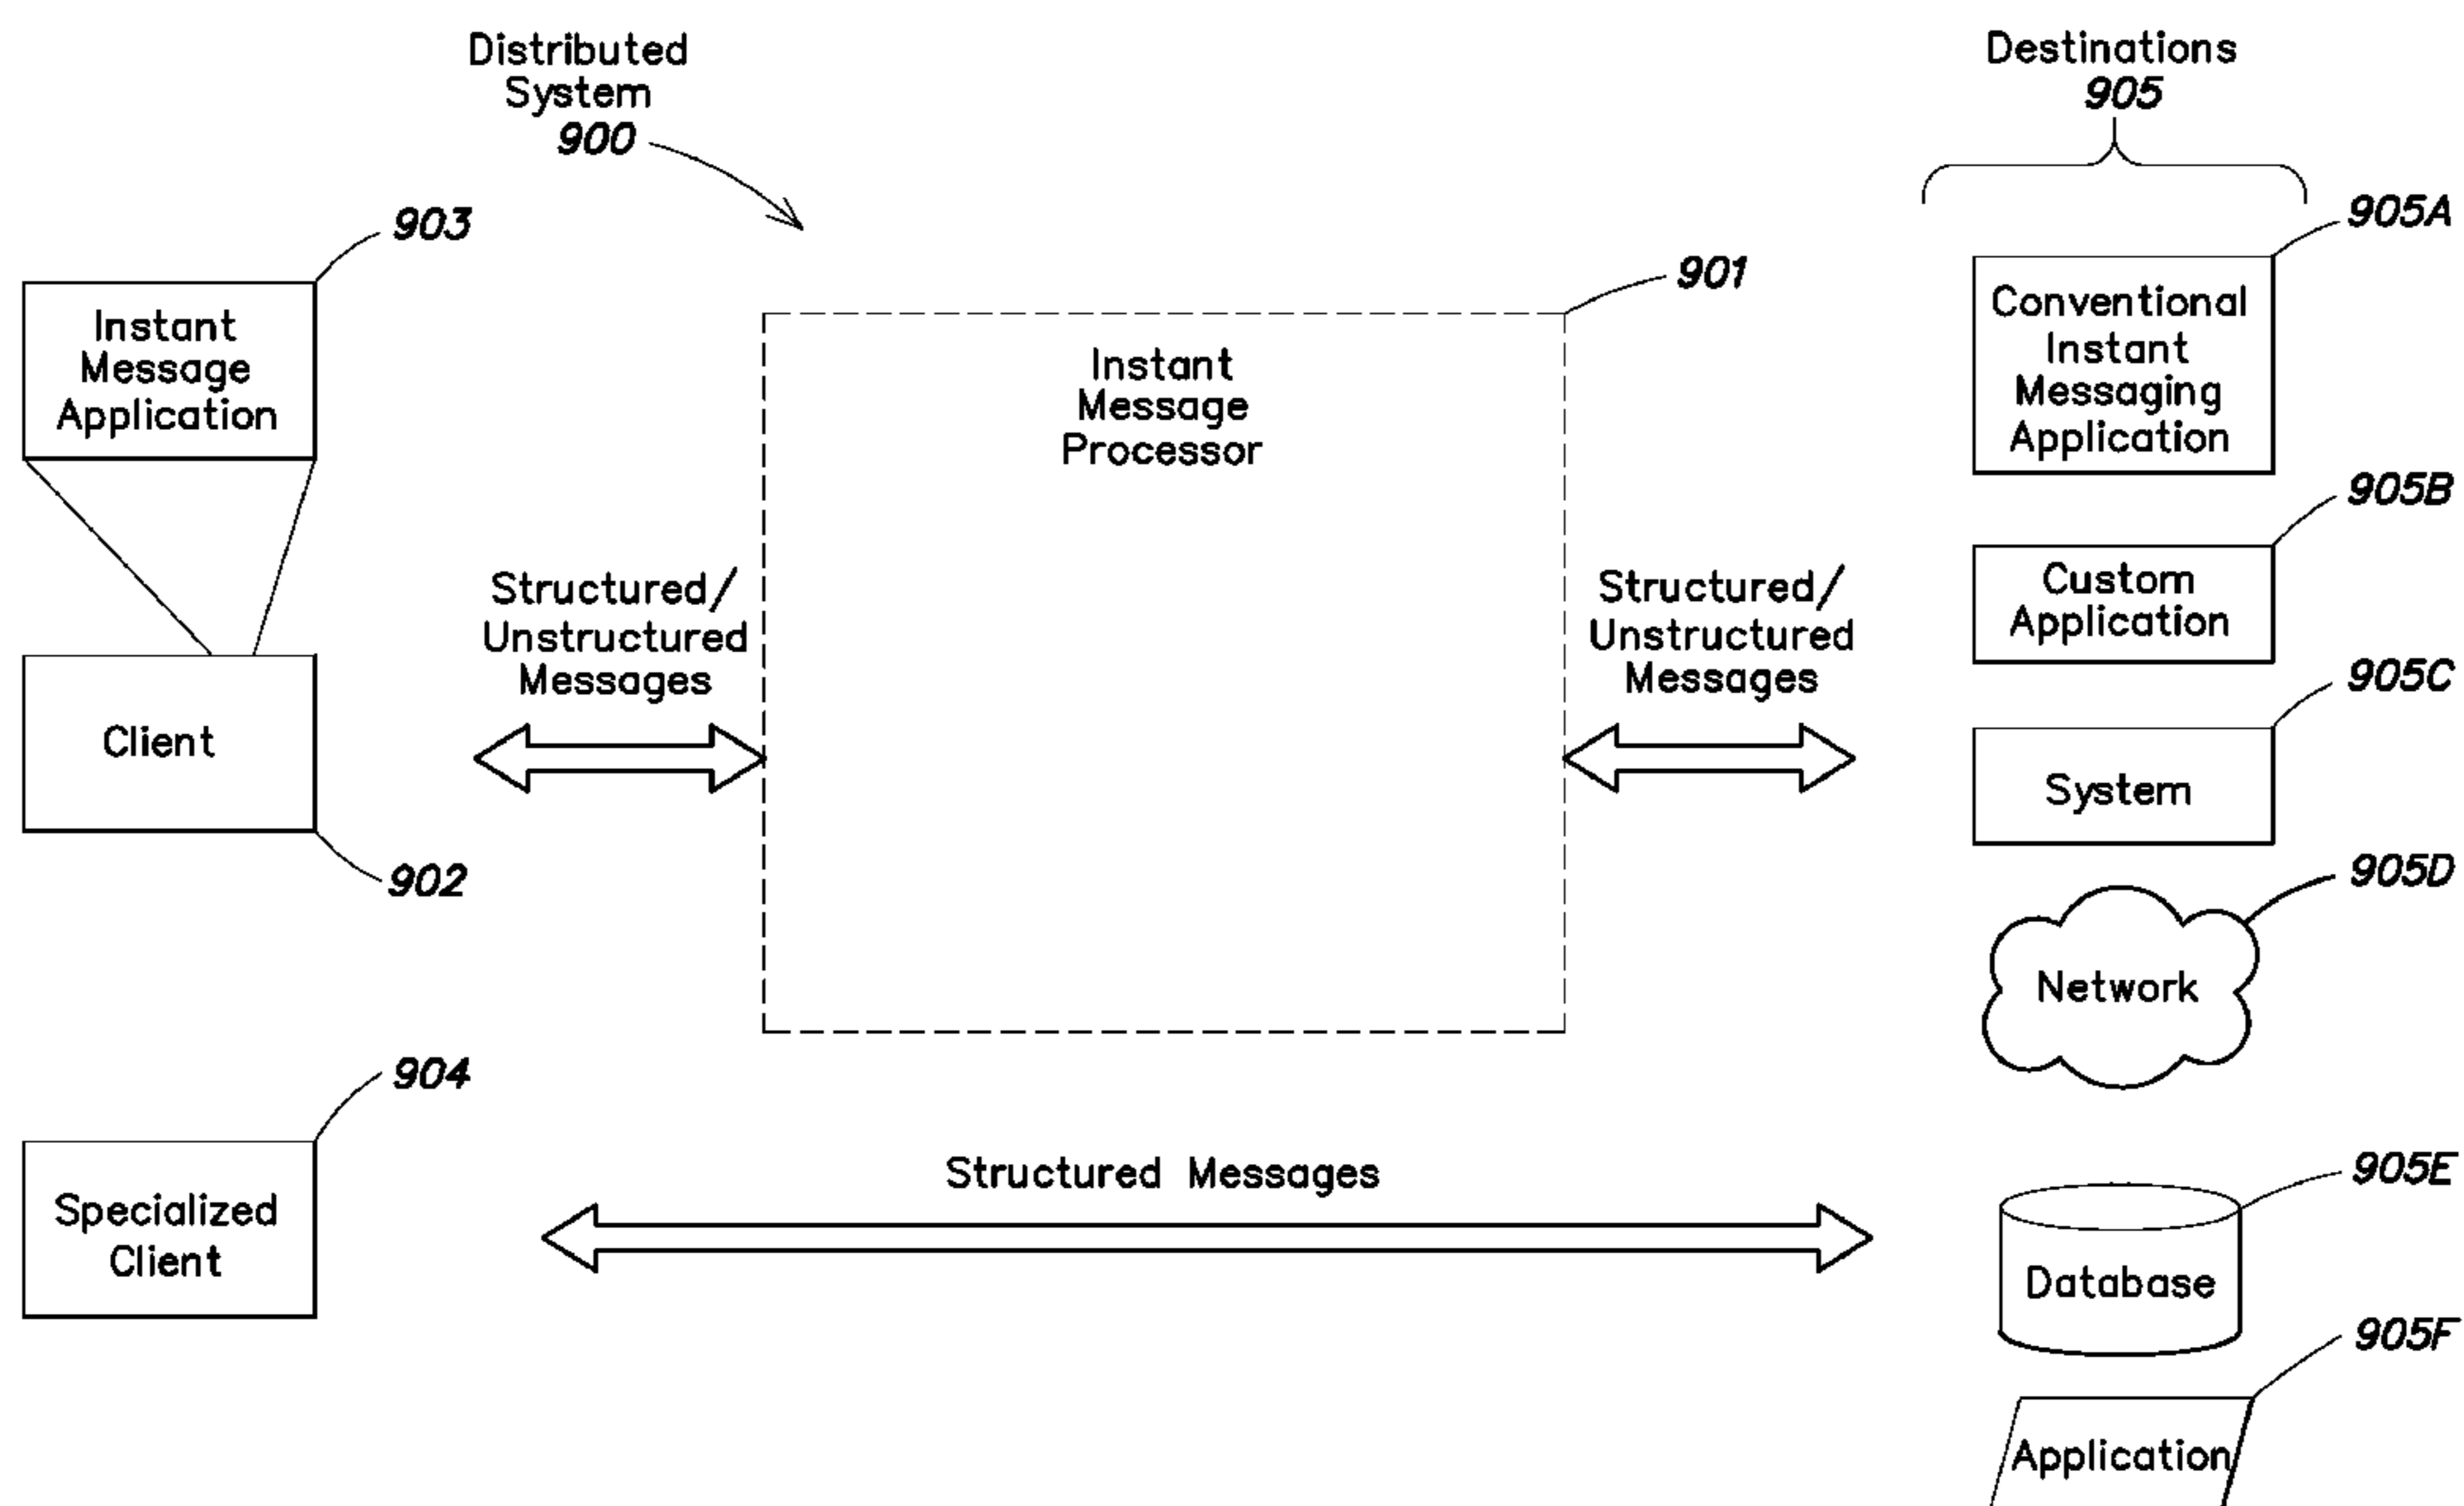 Distributed
System
900
Destinations
905
903
Instant
Message
Application
901
Instant
Message
Processor
905A
Conventional
Instant
Messaging
Application
905B
Custom
Application
Structured/
Unstructured
Messages
Structured/
Unstructured
Messages
905C
System
Client
902
905D
Network
904
Specialized
Client
Structured Messages
905E
Database
905F
Application